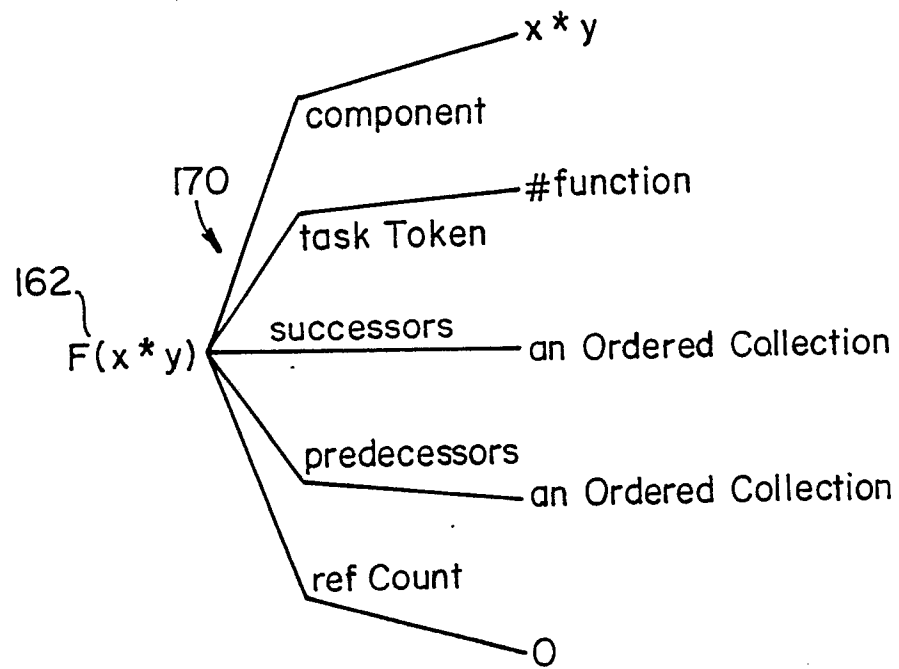 x * y
component
170
#function
task Token
162
successors
F(x * y)
an Ordered Collection
predecessors
an Ordered Collection
ref Count
0